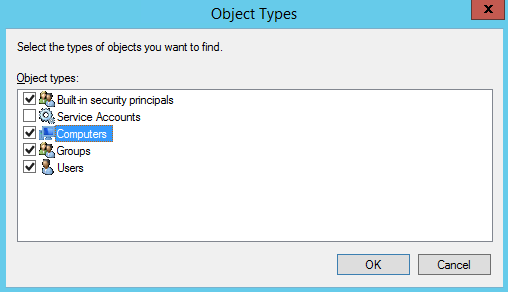 Object Types
x
Select the types of objects you want to find.
Object types:
Built-in security principals
Service Accounts
Computers
Groups
Users
OK
Cancel